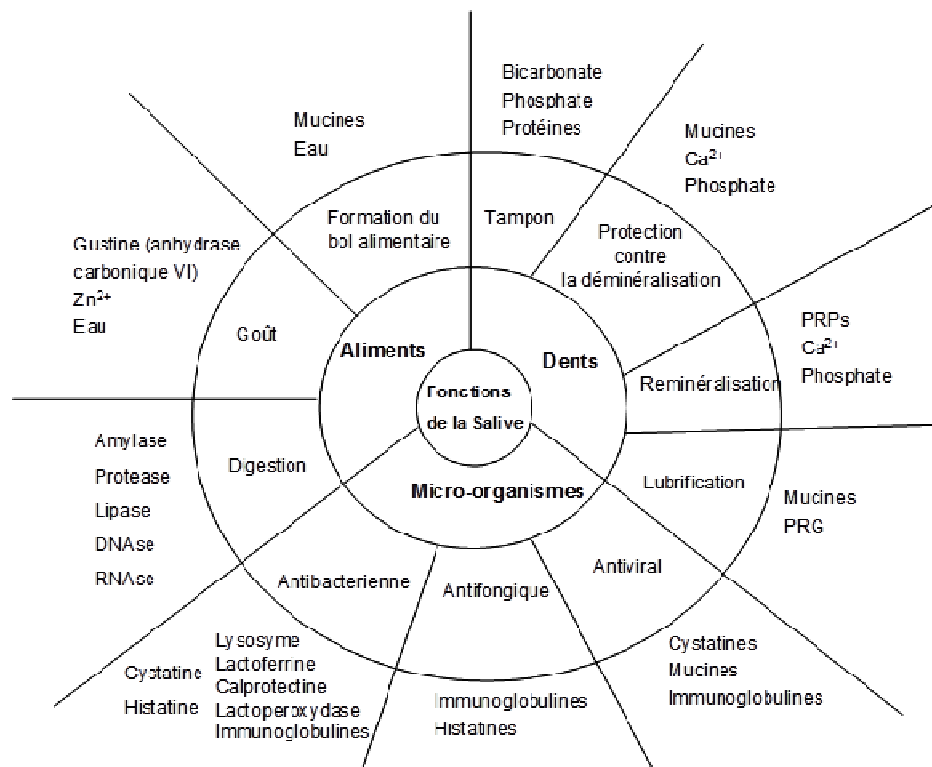 Bicarbonate
Phosphate
Protéines
Mucines
Eau
Mucines
Ca²⁺
Phosphate
Formation du
bol alimentaire
Tampon
Protection
contre
la déminéralisation
Gustine (anhydrase
carbonique VI)
Zn²⁺
Eau
Goût
Aliments
Dents
PRPs
Ca²⁺
Phosphate
Reminéralisation
Fonctions
de la Salive
Amylase
Protease
Lipase
DNAse
RNAse
Digestion
Micro-organismes
Lubrification
Mucines
PRG
Antibacterienne
Antifongique
Antiviral
Cystatine
Histatine
Lysosyme
Lactoferrine
Calprotectine
Lactoperoxydase
Immunoglobulines
Immunoglobulines
Histatines
Cystatines
Mucines
Immunoglobulines